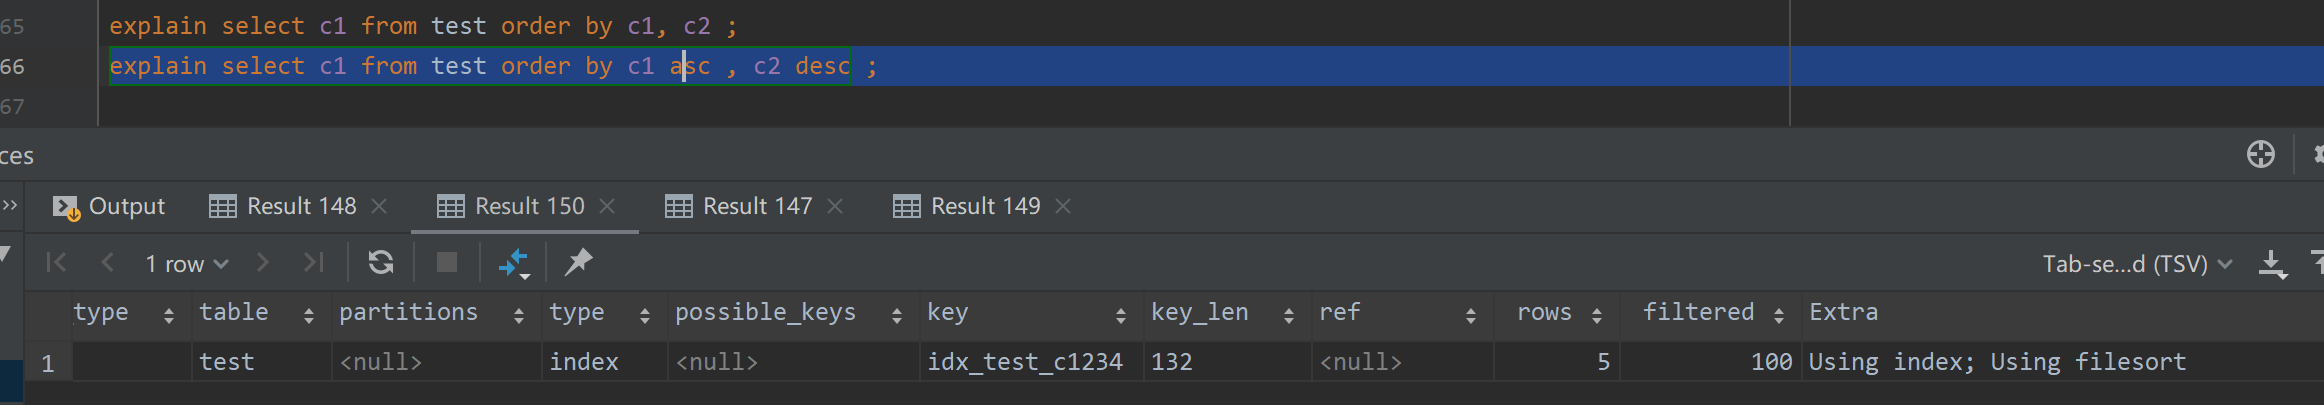 65 explain select c1 from test order by c1, c2 ;
66 explain select c1 from test order by c1 asc , c2 desc ;
67
ces
Output Result 148 Result 150 Result 147 Result 149
1 row Tab-se...d (TSV)
type table partitions type possible_keys key key_len ref rows filtered Extra
1 test <null> index <null> idx_test_c1234 132 <null> 5 100 Using index; Using filesort